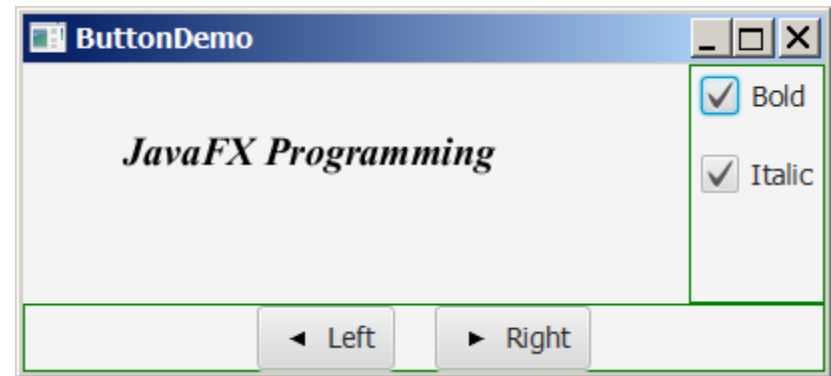 ButtonDemo
Bold
JavaFX Programming
Italic
Left Right